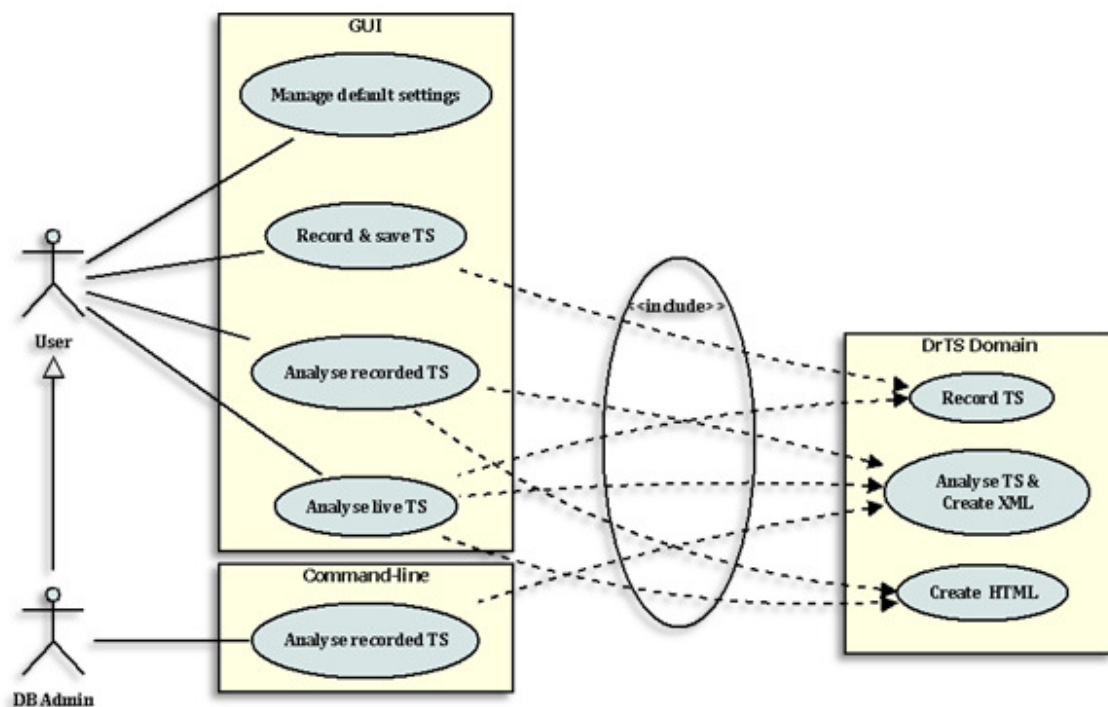 GUI
Manage default settings
Record & save TS
<<include>>
User
DrTS Domain
Analyse recorded TS
Record TS
Analyse live TS
Analyse TS &
Create XML
Command-line
Create HTML
Analyse recorded TS
DB Admin